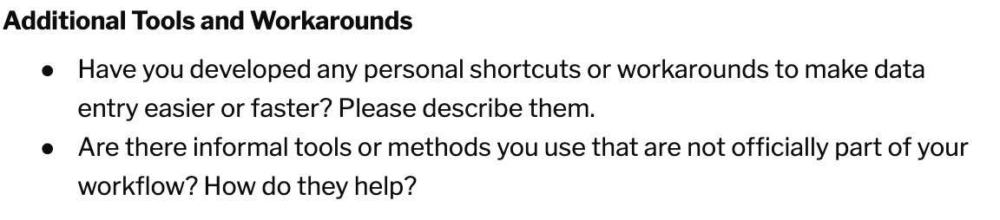 Additional Tools and Workarounds
● Have you developed any personal shortcuts or workarounds to make data
entry easier or faster? Please describe them.
● Are there informal tools or methods you use that are not officially part of your
workflow? How do they help?